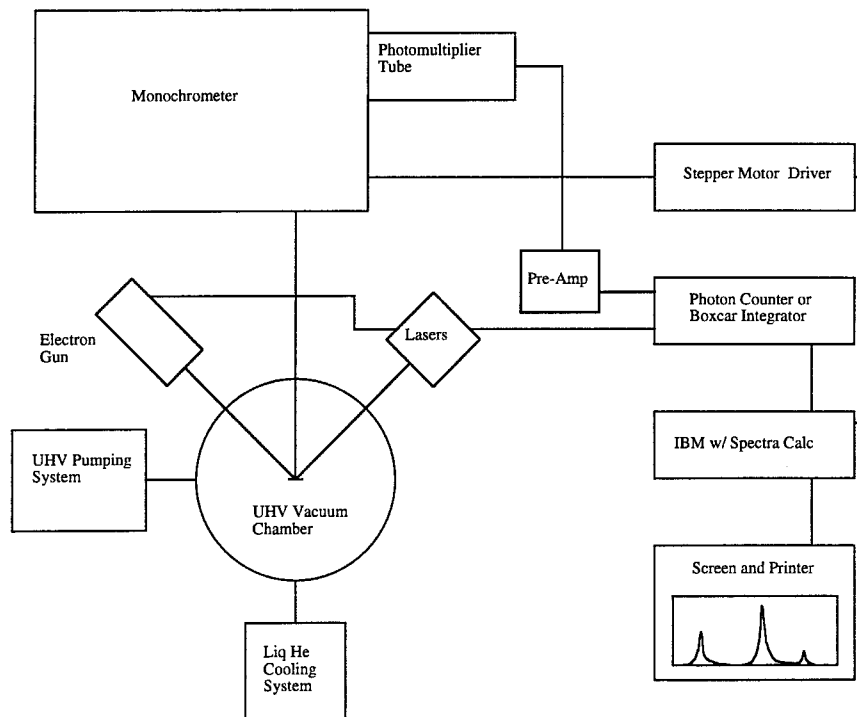 Photomultiplier
Tube
Monochrometer
Stepper Motor Driver
Pre-Amp
Photon Counter or
Boxcar Integrator
Lasers
Electron
Gun
IBM w/ Spectra Calc
UHV Pumping
System
UHV Vacuum
Chamber
Screen and Printer
Liq He
Cooling
System